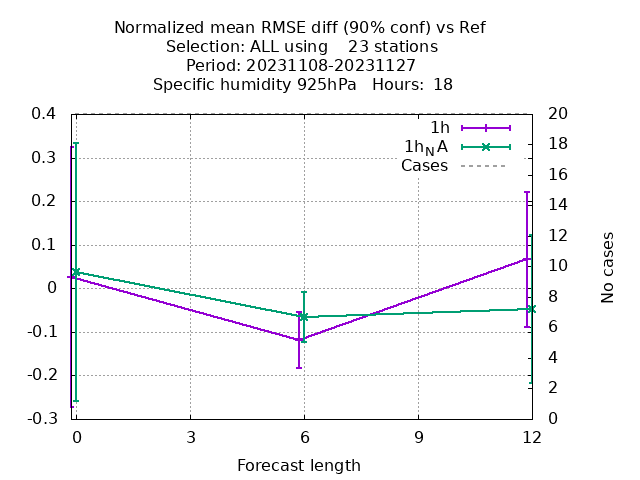 Normalized mean RMSE diff (90% conf) vs Ref
Selection: ALL using    23 stations
Period: 20231108-20231127
Specific humidity 925hPa   Hours:  18
1h
1hNA
Cases
0.4
0.3
0.2
0.1
0
-0.1
-0.2
-0.3
20
18
16
14
12
10
8
6
4
2
0
No cases
0 3 6 9 12
Forecast length